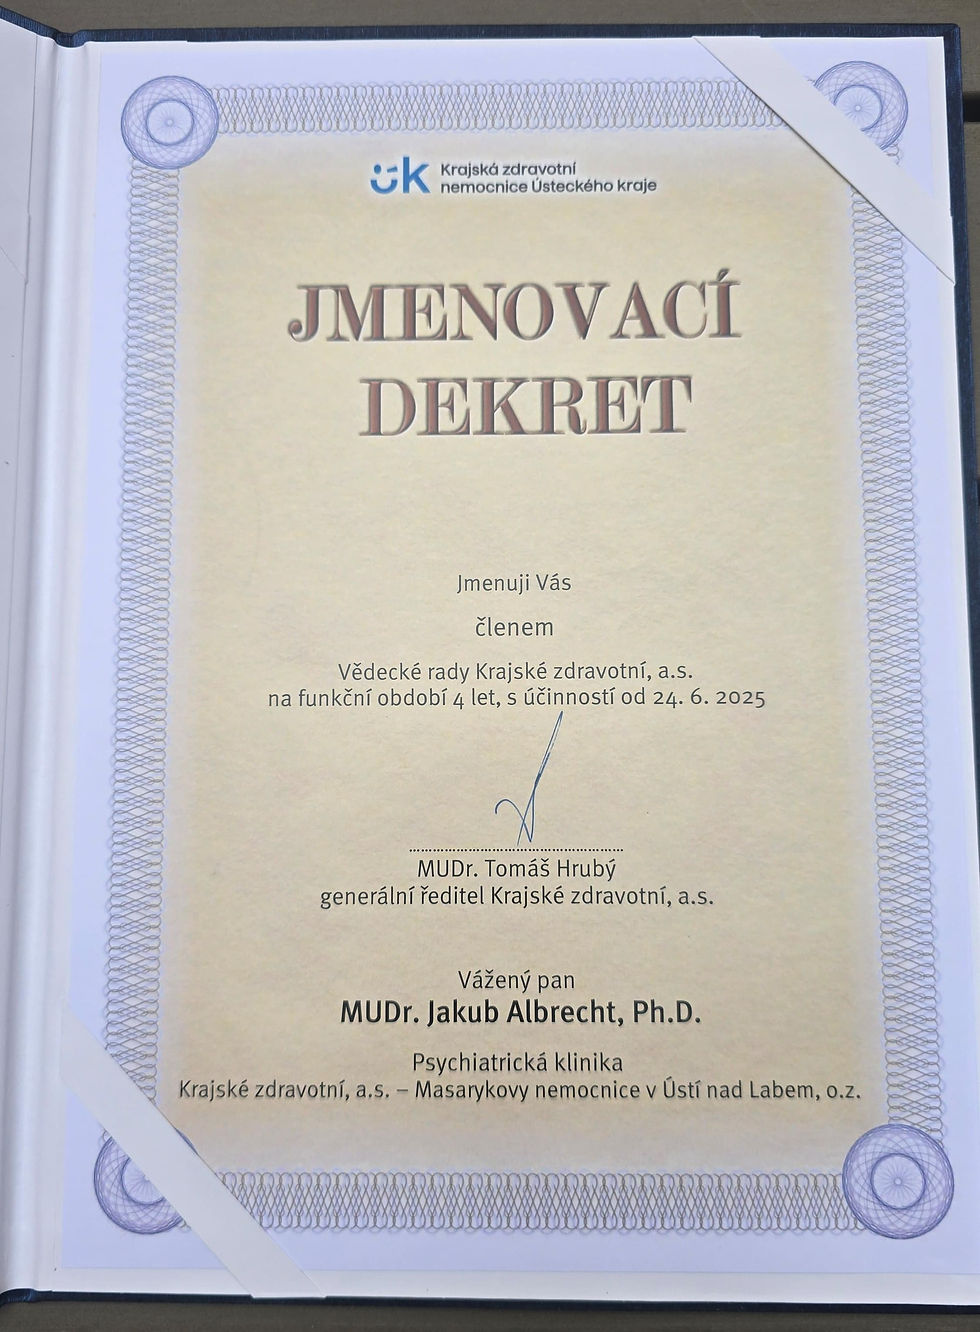 Krajská zdravotní
nemocnice Ústeckého kraje
JMENOVACÍ
DEKRET
Jmenuji Vás
členem
Vědecké rady Krajské zdravotní, a.s.
na funkční období 4 let, s účinností od 24. 6. 2025
MUDr. Tomáš Hrubý
generální ředitel Krajské zdravotní, a.s.
Vážený pan
MUDr. Jakub Albrecht, Ph.D.
Psychiatrická klinika
Krajské zdravotní, a.s. – Masarykovy nemocnice v Ústí nad Labem, o.z.